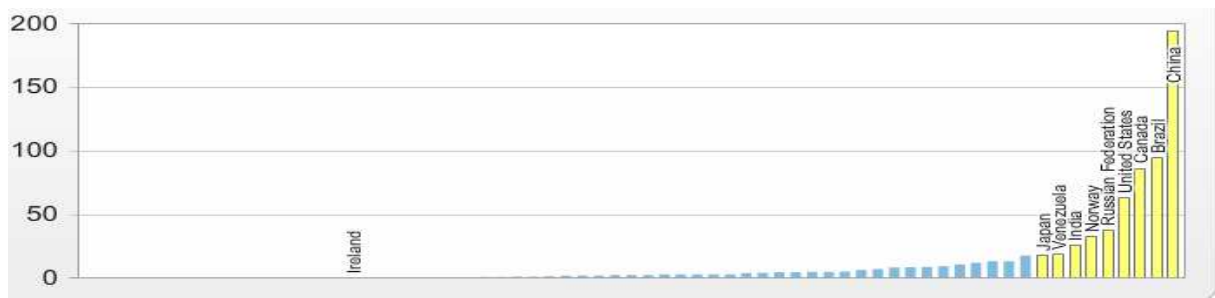 200
150
100
50
0
Ireland
Japan
Venezuela
India
Norway
Russian Federation
United States
Canada
Brazil
China